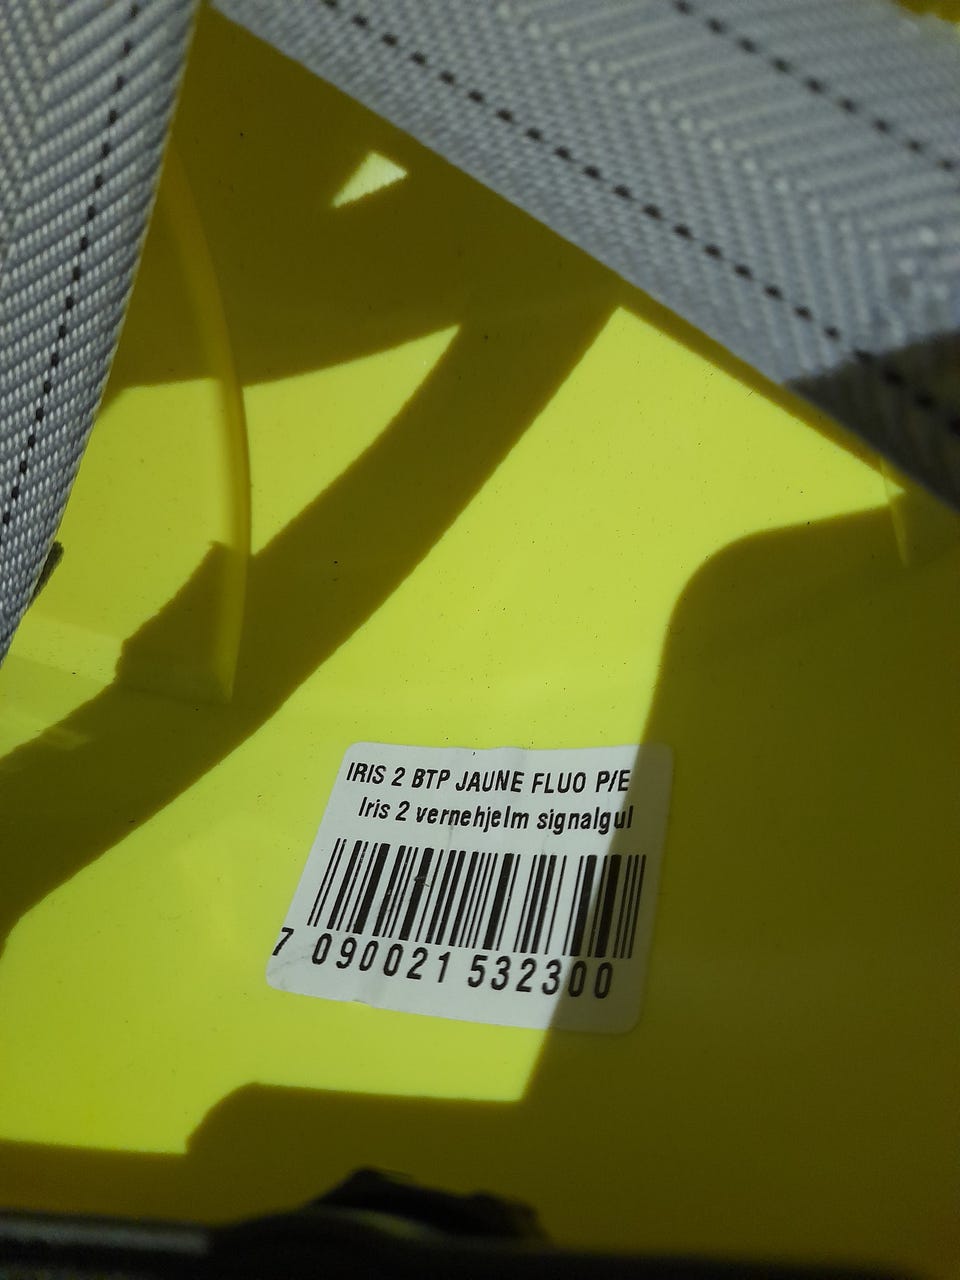 IRIS 2 BTP JAUNE FLUO P/E
Iris 2 vernehjelm signalgul
7 090021 532300